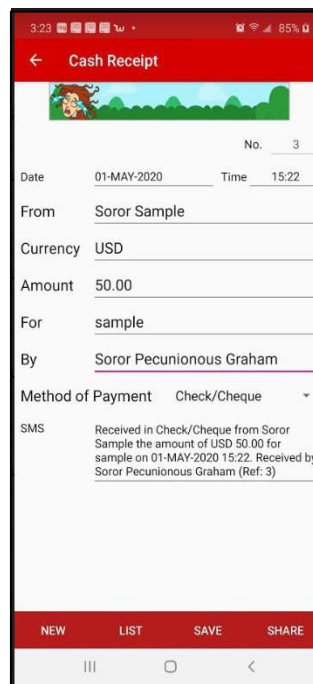 3:23 85%
Cash Receipt
No. 3
Date 01-MAY-2020 Time 15:22
From Soror Sample
Currency USD
Amount 50.00
For sample
By Soror Pecunionous Graham
Method of Payment Check/Cheque
SMS Received in Check/Cheque from Soror
Sample the amount of USD 50.00 for
sample on 01-MAY-2020 15:22. Received by
Soror Pecunionous Graham (Ref: 3)
NEW LIST SAVE SHARE